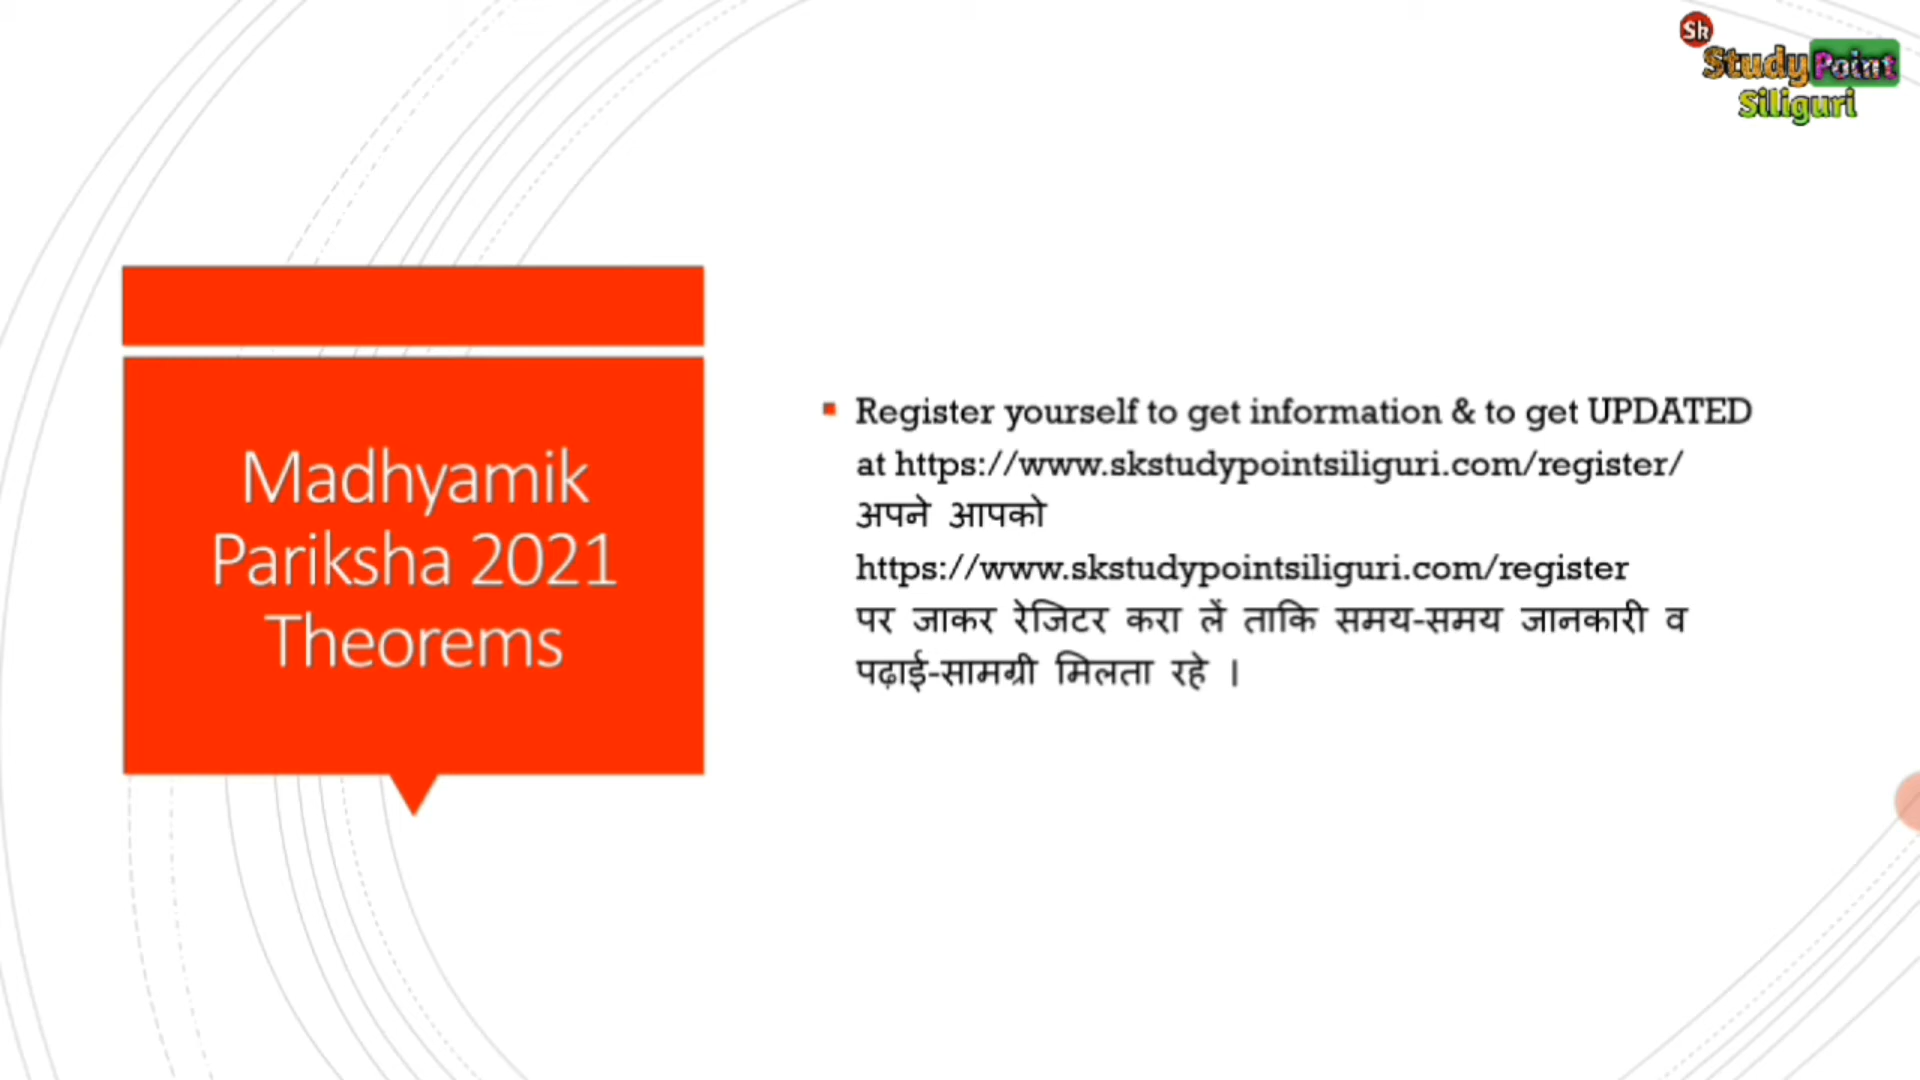 Sk
Study Point
Siliguri
Madhyamik
Pariksha 2021
Theorems
Register yourself to get information & to get UPDATED
at https://www.skstudypointsiliguri.com/register/
अपने आपको
https://www.skstudypointsiliguri.com/register
पर जाकर रेजिटर करा लें ताकि समय-समय जानकारी व
पढ़ाई-सामग्री मिलता रहे ।